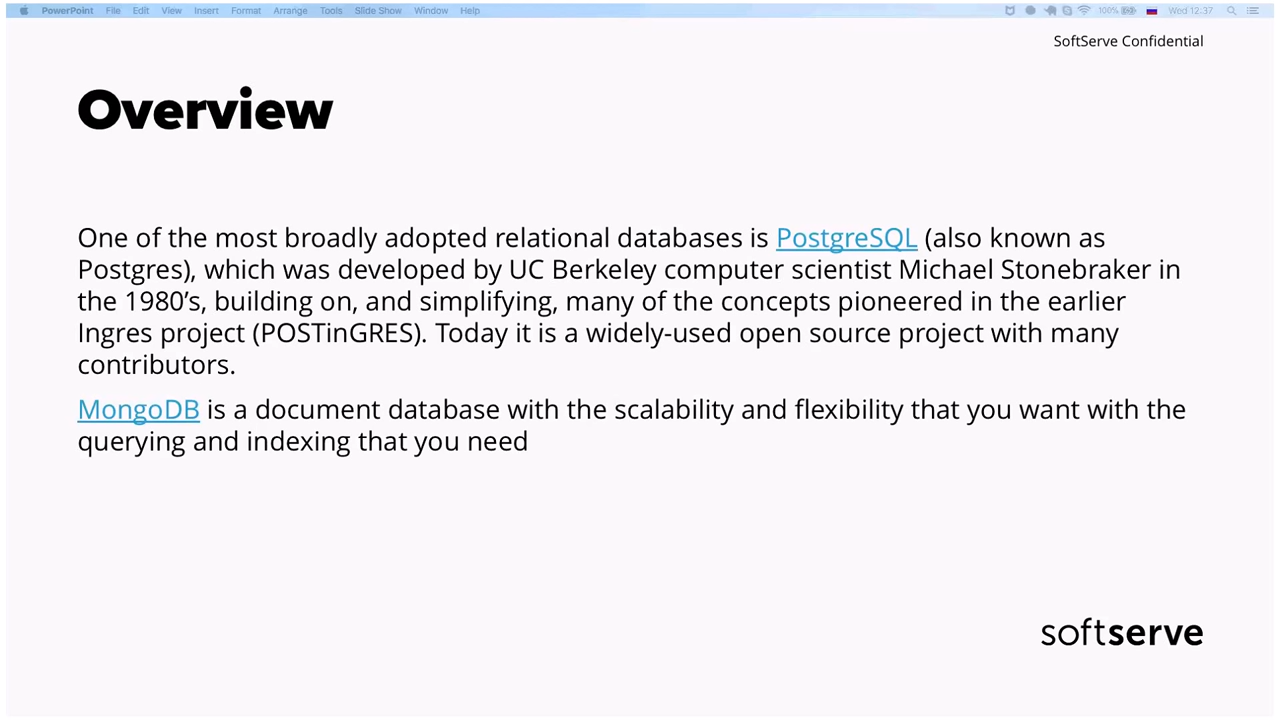 PowerPoint File Edit View Insert Format Arrange Tools Slide Show Window Help 100% Wed 12:37
SoftServe Confidential
Overview
One of the most broadly adopted relational databases is PostgreSQL (also known as
Postgres), which was developed by UC Berkeley computer scientist Michael Stonebraker in
the 1980’s, building on, and simplifying, many of the concepts pioneered in the earlier
Ingres project (POSTinGRES). Today it is a widely-used open source project with many
contributors.
MongoDB is a document database with the scalability and flexibility that you want with the
querying and indexing that you need
softserve